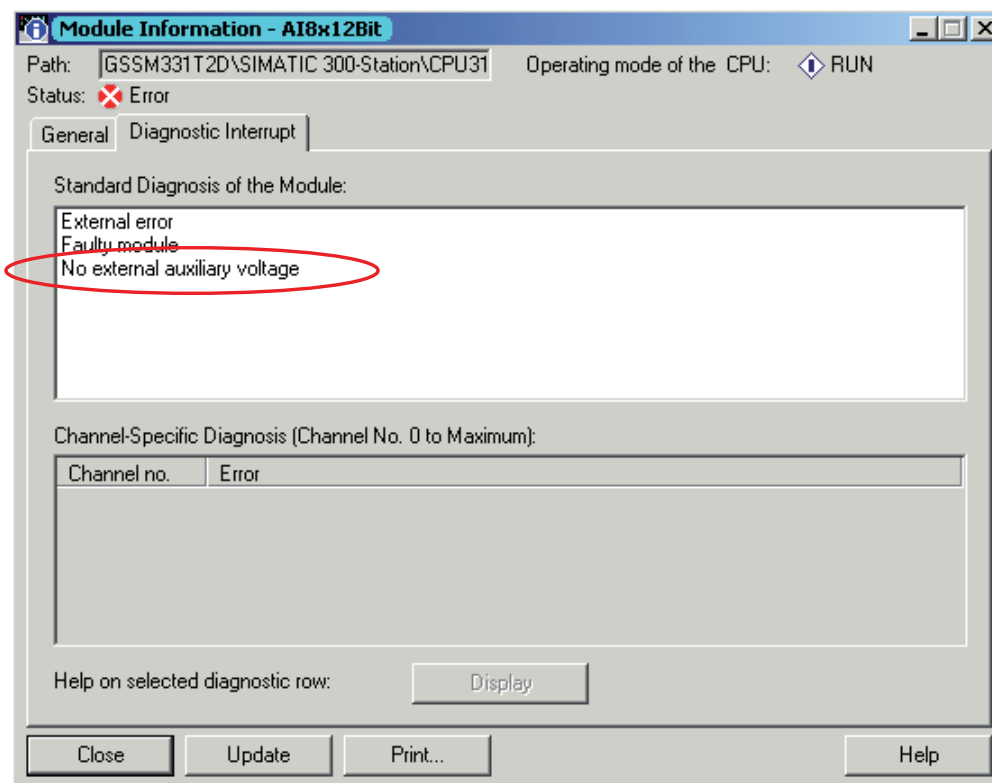 Module Information - AI8x12Bit
Path: GSSM331T2D\SIMATIC 300-Station\CPU31 Operating mode of the CPU: RUN
Status: Error
General Diagnostic Interrupt
Standard Diagnosis of the Module:
External error
Faulty module
No external auxiliary voltage
Channel-Specific Diagnosis (Channel No. 0 to Maximum):
Channel no. Error
Help on selected diagnostic row: Display
Close Update Print... Help